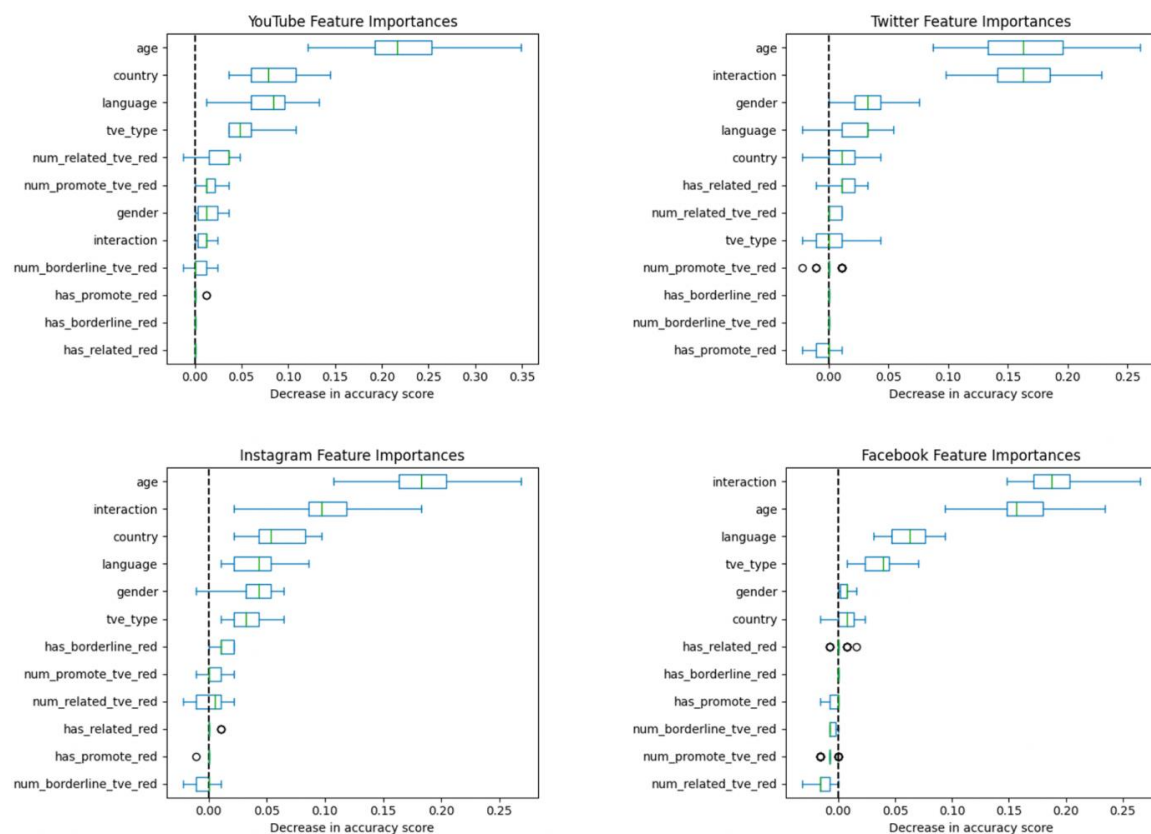 YouTube Feature Importances
age
country
language
tve_type
num_related_tve_red
num_promote_tve_red
gender
interaction
num_borderline_tve_red
has_promote_red
has_borderline_red
has_related_red
0.00 0.05 0.10 0.15 0.20 0.25 0.30 0.35
Decrease in accuracy score
Twitter Feature Importances
age
interaction
gender
language
country
has_related_red
num_related_tve_red
tve_type
num_promote_tve_red
has_borderline_red
num_borderline_tve_red
has_promote_red
0.00 0.05 0.10 0.15 0.20 0.25
Decrease in accuracy score
Instagram Feature Importances
age
interaction
country
language
gender
tve_type
has_borderline_red
num_promote_tve_red
num_related_tve_red
has_related_red
has_promote_red
num_borderline_tve_red
0.00 0.05 0.10 0.15 0.20 0.25
Decrease in accuracy score
Facebook Feature Importances
interaction
age
language
tve_type
gender
country
has_related_red
has_borderline_red
has_promote_red
num_borderline_tve_red
num_promote_tve_red
num_related_tve_red
0.00 0.05 0.10 0.15 0.20 0.25
Decrease in accuracy score